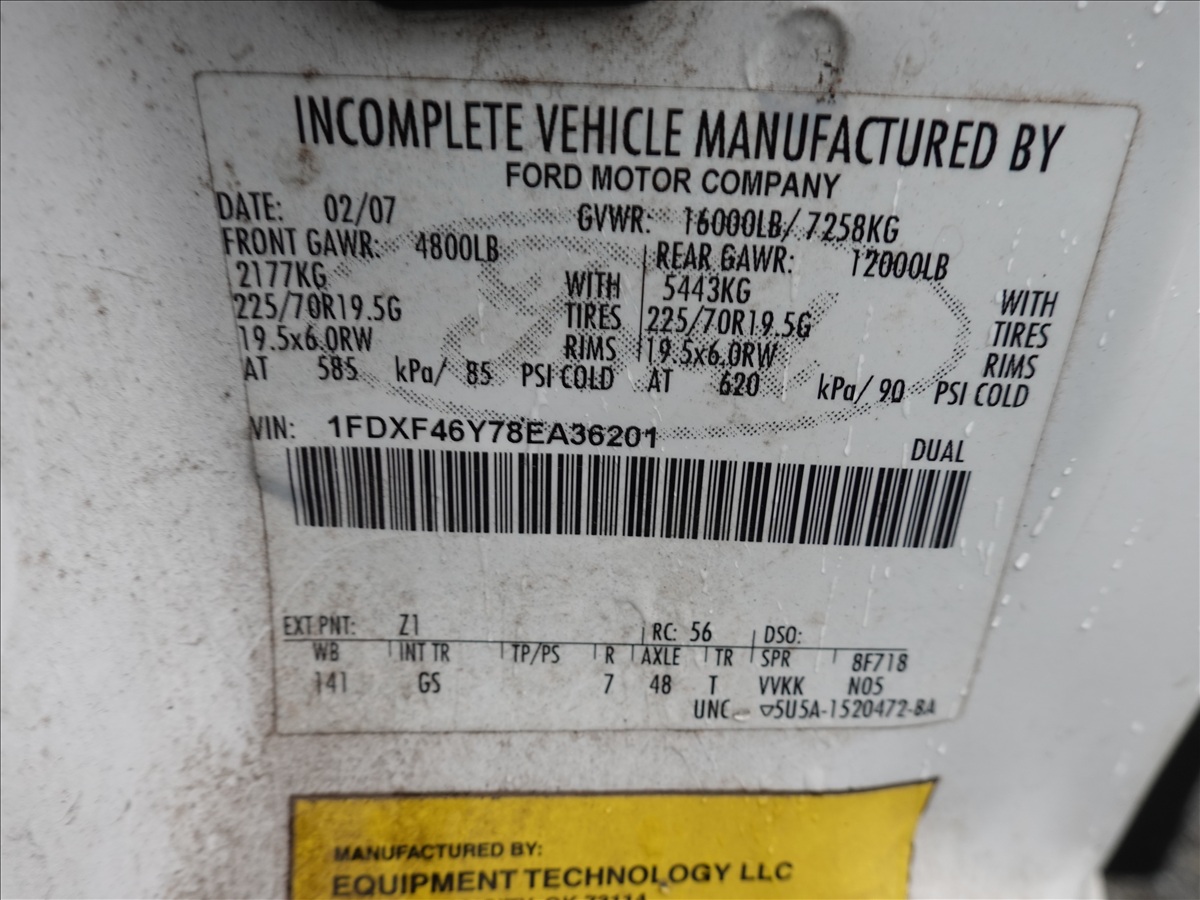 INCOMPLETE VEHICLE MANUFACTURED BY
FORD MOTOR COMPANY
DATE: 02/07 GVWR: 16000LB/ 7258KG
FRONT GAWR: 4800LB REAR GAWR: 12000LB
2177KG WITH 5443KG WITH
225/70R19.5G TIRES 225/70R19.5G TIRES
19.5x6.0RW RIMS 19.5x6.0RW RIMS
AT 585 kPa/ 85 PSI COLD AT 620 kPa/ 90 PSI COLD
VIN: 1FDXF46Y78EA36201 DUAL
EXT PNT: Z1 RC: 56 DSO:
WB INT TR TP/PS R AXLE TR SPR 8F718
141 GS 7 48 T VVKK N05
UNC ▽5U5A-1520472-BA
MANUFACTURED BY:
EQUIPMENT TECHNOLOGY LLC